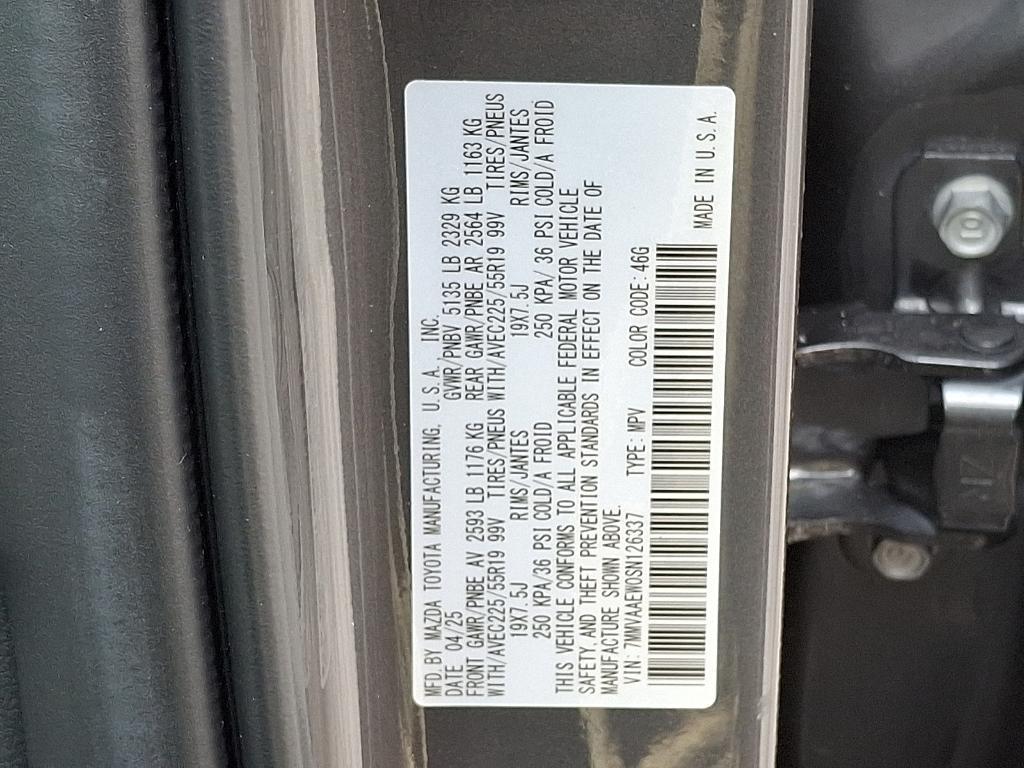 MFD. BY MAZDA TOYOTA MANUFACTURING, U.S.A., INC.
DATE 04/25 GVWR/PNBV 5135 LB 2329 KG
FRONT GAWR/PNBE AV 2593 LB 1176 KG REAR GAWR/PNBE AR 2564 LB 1163 KG
WITH/AVEC225/55R19 99V TIRES/PNEUS WITH/AVEC225/55R19 99V TIRES/PNEUS
19X7.5J RIMS/JANTES 19X7.5J RIMS/JANTES
250 KPA/36 PSI COLD/A FROID 250 KPA/ 36 PSI COLD/A FROID
THIS VEHICLE CONFORMS TO ALL APPLICABLE FEDERAL MOTOR VEHICLE
SAFETY, AND THEFT PREVENTION STANDARDS IN EFFECT ON THE DATE OF
MANUFACTURE SHOWN ABOVE.
VIN: 7MMVAAEW0SN126337 TYPE: MPV COLOR CODE: 46G
MADE IN U.S.A.